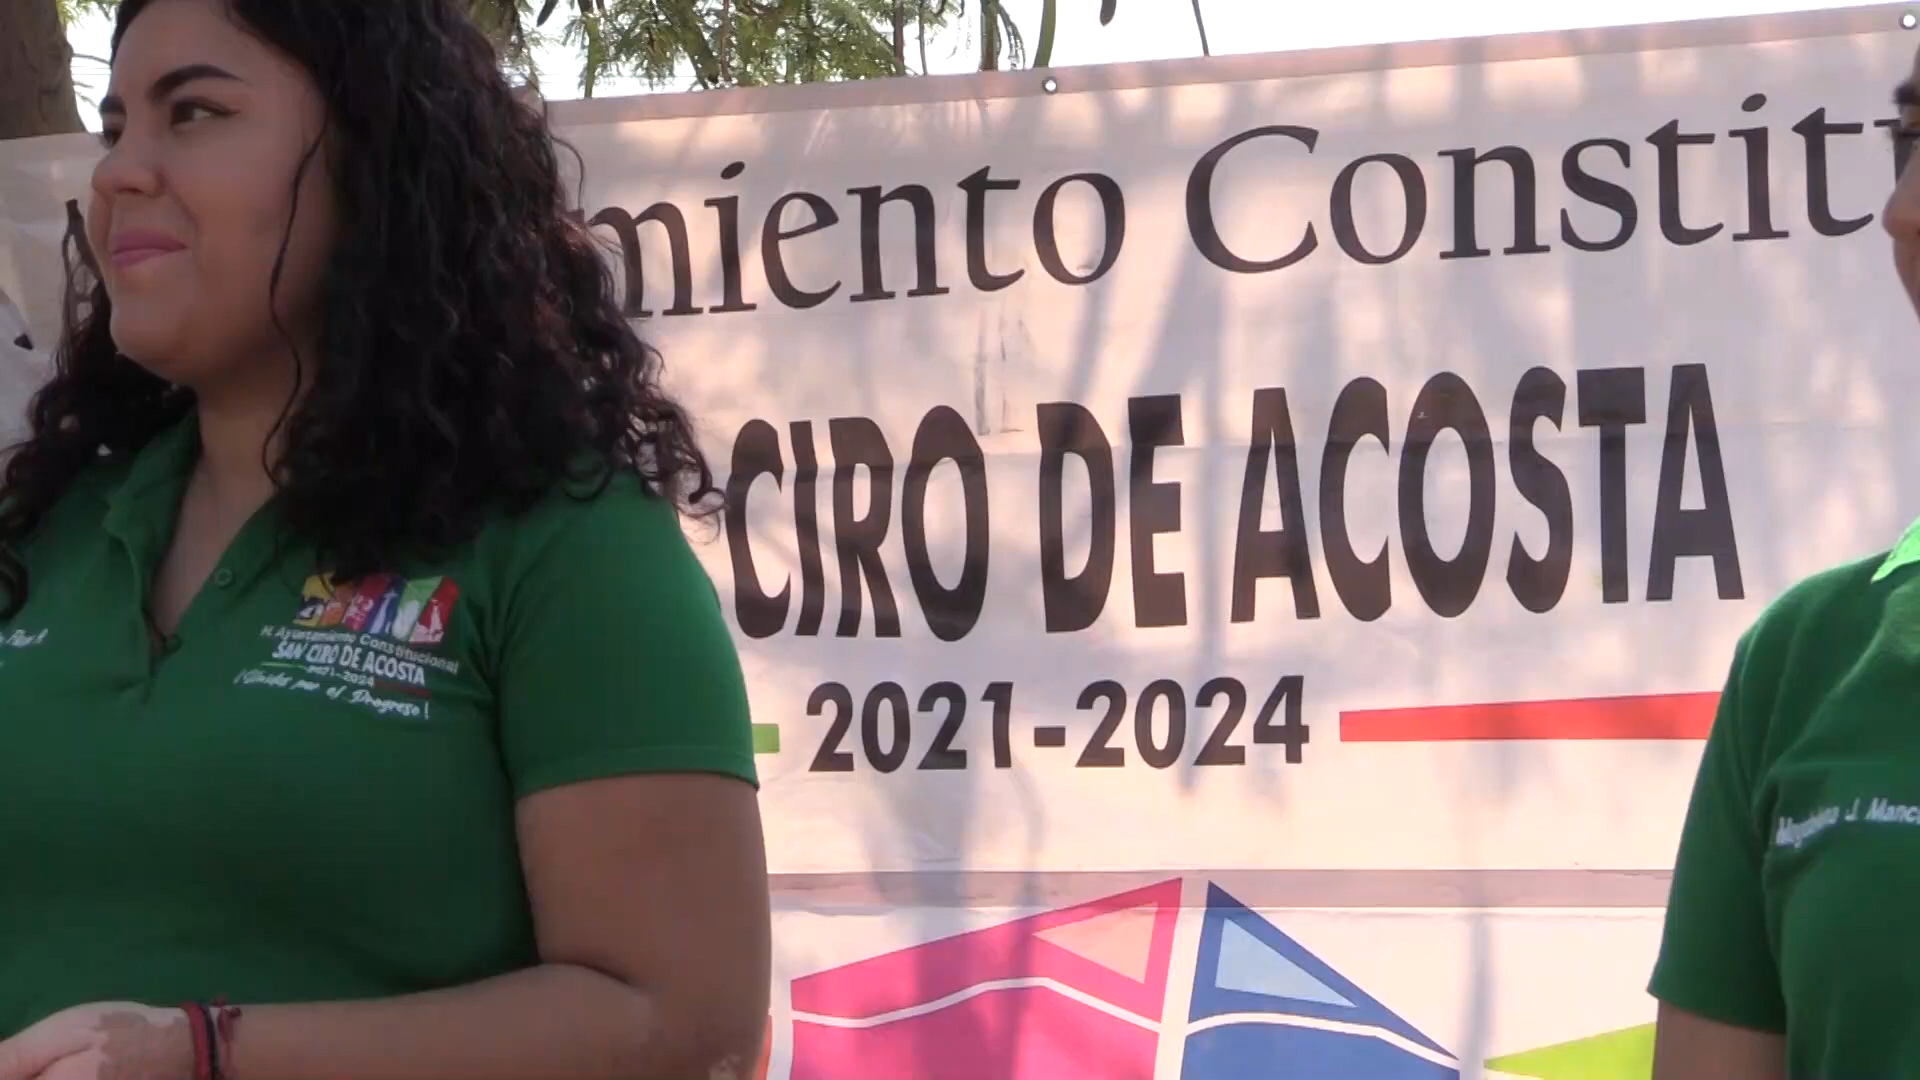 miento Constit
CIRO DE ACOSTA
2021-2024
H. Ayuntamiento Constitucional
SAN CIRO DE ACOSTA
2021-2024
¡Unidos por el Progreso!
J. Manc